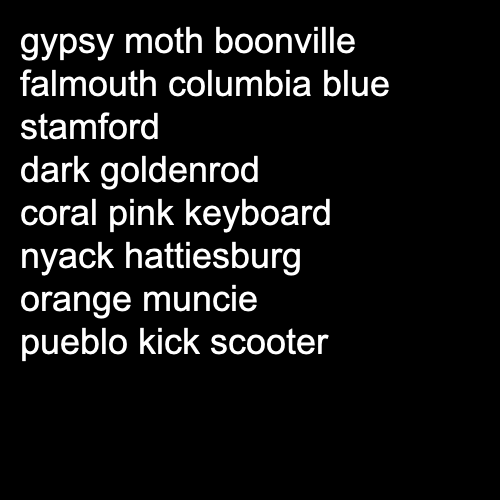 gypsy moth boonville
falmouth columbia blue
stamford
dark goldenrod
coral pink keyboard
nyack hattiesburg
orange muncie
pueblo kick scooter